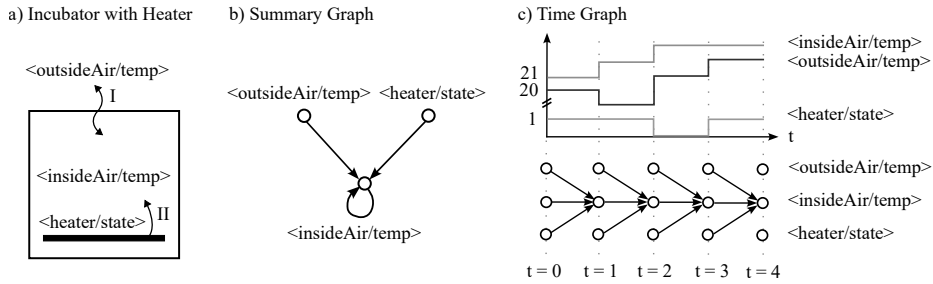 a) Incubator with Heater
<outsideAir/temp>
I
<insideAir/temp>
<heater/state>
II
b) Summary Graph
<outsideAir/temp>
<heater/state>
<insideAir/temp>
c) Time Graph
<insideAir/temp>
<outsideAir/temp>
21
20
1
<heater/state>
t
<outsideAir/temp>
<insideAir/temp>
<heater/state>
t = 0 t = 1 t = 2 t = 3 t = 4